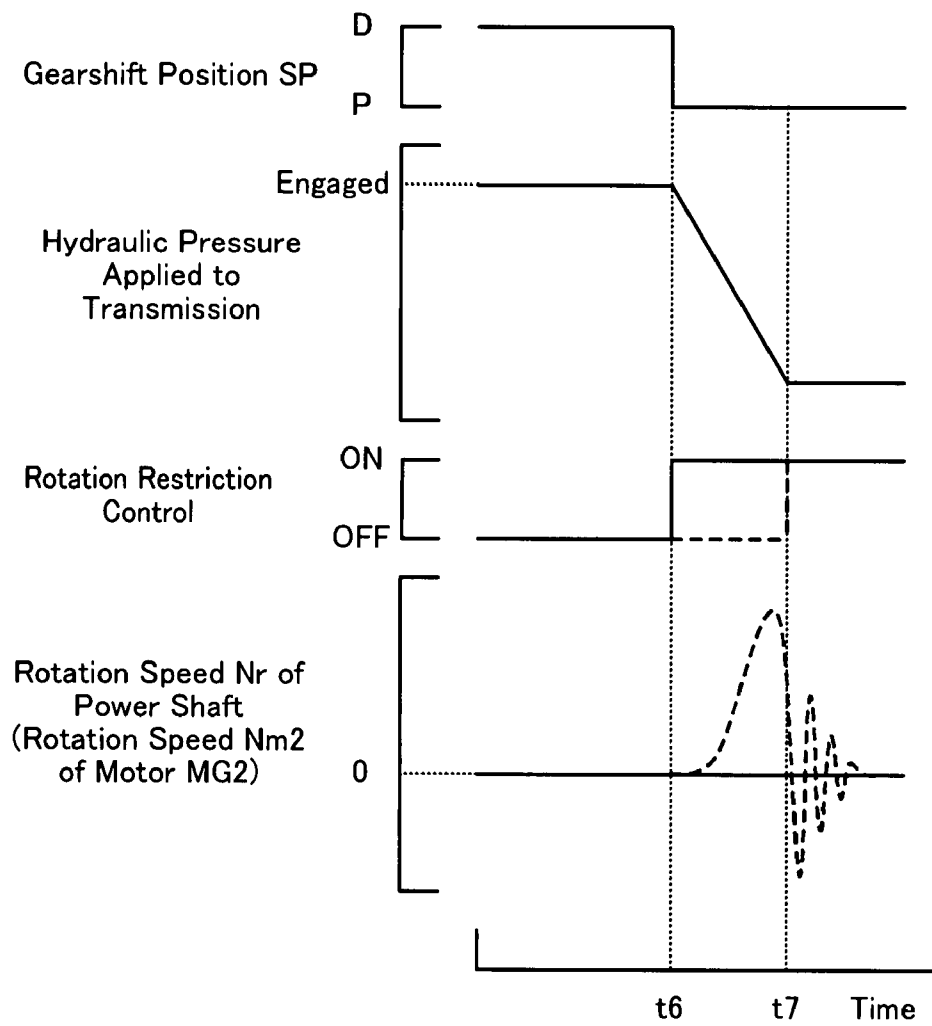 D
Gearshift Position SP
P
Engaged
Hydraulic Pressure
Applied to
Transmission
ON
Rotation Restriction
Control
OFF
Rotation Speed Nr of
Power Shaft
(Rotation Speed Nm2
of Motor MG2)
0
t6
t7
Time